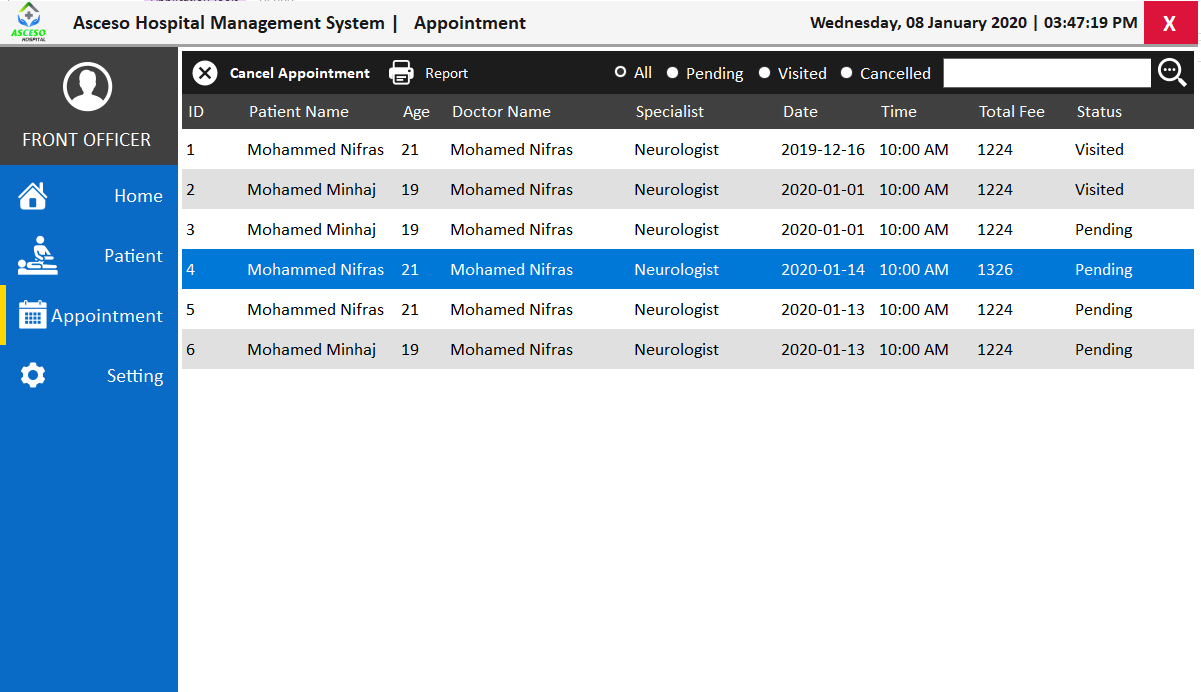 Asceso Hospital Management System | Appointment
Wednesday, 08 January 2020 | 03:47:19 PM
X
ASCESO
HOSPITAL
FRONT OFFICER
Home
Patient
Appointment
Setting
Cancel Appointment Report All Pending Visited Cancelled
ID Patient Name Age Doctor Name Specialist Date Time Total Fee Status
1 Mohammed Nifras 21 Mohamed Nifras Neurologist 2019-12-16 10:00 AM 1224 Visited
2 Mohamed Minhaj 19 Mohamed Nifras Neurologist 2020-01-01 10:00 AM 1224 Visited
3 Mohamed Minhaj 19 Mohamed Nifras Neurologist 2020-01-01 10:00 AM 1224 Pending
4 Mohammed Nifras 21 Mohamed Nifras Neurologist 2020-01-14 10:00 AM 1326 Pending
5 Mohammed Nifras 21 Mohamed Nifras Neurologist 2020-01-13 10:00 AM 1224 Pending
6 Mohamed Minhaj 19 Mohamed Nifras Neurologist 2020-01-13 10:00 AM 1224 Pending